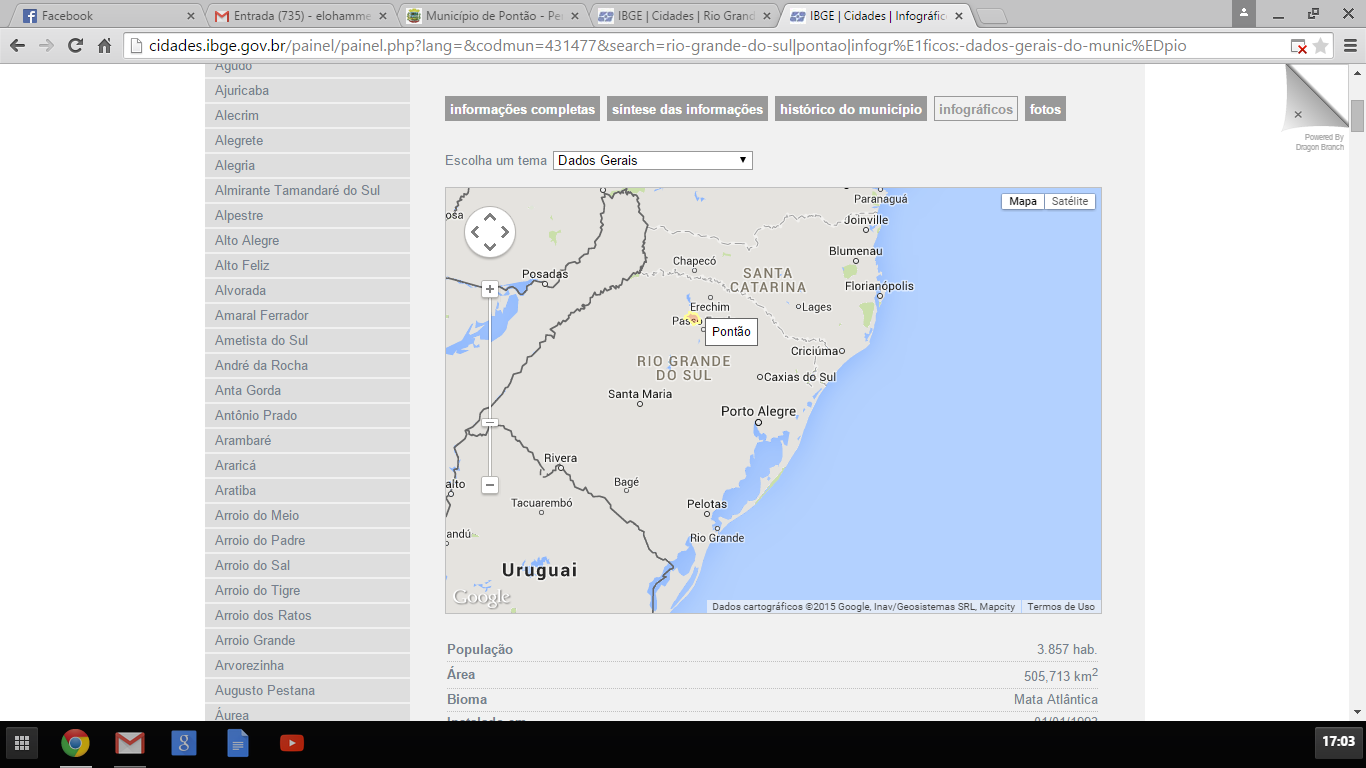 Facebook
Entrada (735) - elohamme
Município de Pontão - Per
IBGE | Cidades | Rio Grand
IBGE | Cidades | Infográfic
cidades.ibge.gov.br/painel/painel.php?lang=&codmun=431477&search=rio-grande-do-sul|pontao|infogr%E1ficos:-dados-gerais-do-munic%EDpio
Agudo
Ajuricaba
Alecrim
Alegrete
Alegria
Almirante Tamandaré do Sul
Alpestre
Alto Alegre
Alto Feliz
Alvorada
Amaral Ferrador
Ametista do Sul
André da Rocha
Anta Gorda
Antônio Prado
Arambaré
Araricá
Aratiba
Arroio do Meio
Arroio do Padre
Arroio do Sal
Arroio do Tigre
Arroio dos Ratos
Arroio Grande
Arvorezinha
Augusto Pestana
Áurea
informações completas
síntese das informações
histórico do município
infográficos
fotos
Powered By
Dragon Branch
Escolha um tema
Dados Gerais
Mapa
Satélite
Paranaguá
osa
Joinville
Blumenau
Chapecó
Posadas
SANTA
CATARINA
Florianópolis
Erechim
Lages
Pontão
Criciúma
RIO GRANDE
DO SUL
Caxias do Sul
Santa Maria
Porto Alegre
Rivera
alto
Bagé
Tacuarembó
Pelotas
andú
Rio Grande
Uruguai
Google
Dados cartográficos ©2015 Google, Inav/Geosistemas SRL, Mapcity
Termos de Uso
População 3.857 hab.
Área 505,713 km2
Bioma Mata Atlântica
Instalado em 01/01/1993
17:03